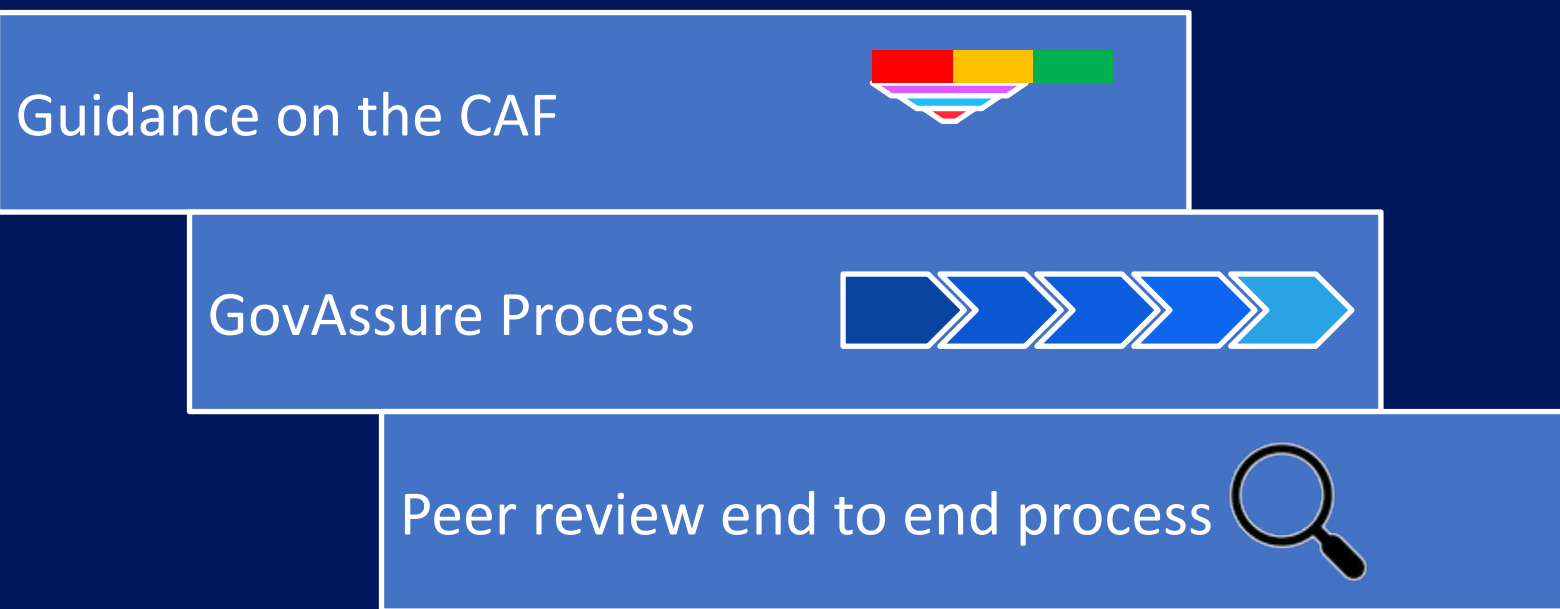 Guidance on the CAF
GovAssure Process
Peer review end to end process